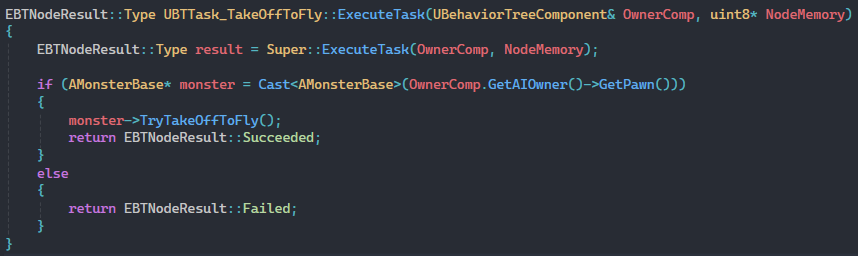 EBTNodeResult::Type UBTTask_TakeOffToFly::ExecuteTask(UBehaviorTreeComponent& OwnerComp, uint8* NodeMemory)
{
    EBTNodeResult::Type result = Super::ExecuteTask(OwnerComp, NodeMemory);

    if (AMonsterBase* monster = Cast<AMonsterBase>(OwnerComp.GetAIOwner()->GetPawn()))
    {
        monster->TryTakeOffToFly();
        return EBTNodeResult::Succeeded;
    }
    else
    {
        return EBTNodeResult::Failed;
    }
}